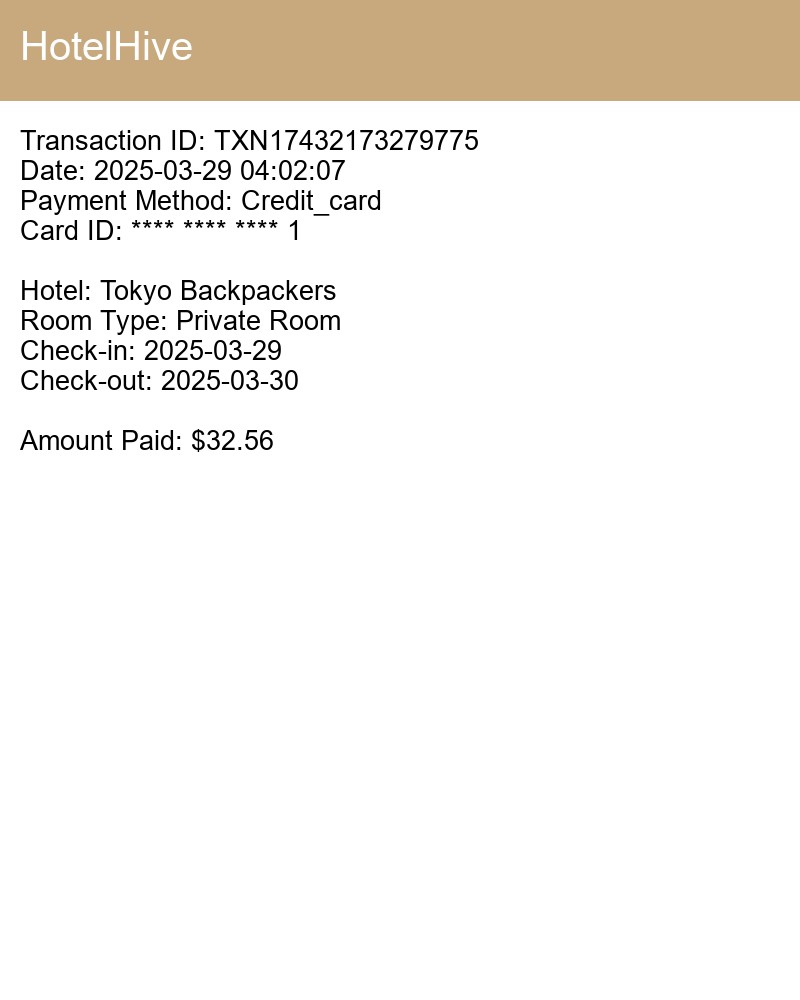 HotelHive
Transaction ID: TXN17432173279775
Date: 2025-03-29 04:02:07
Payment Method: Credit_card
Card ID: **** **** **** 1
Hotel: Tokyo Backpackers
Room Type: Private Room
Check-in: 2025-03-29
Check-out: 2025-03-30
Amount Paid: $32.56